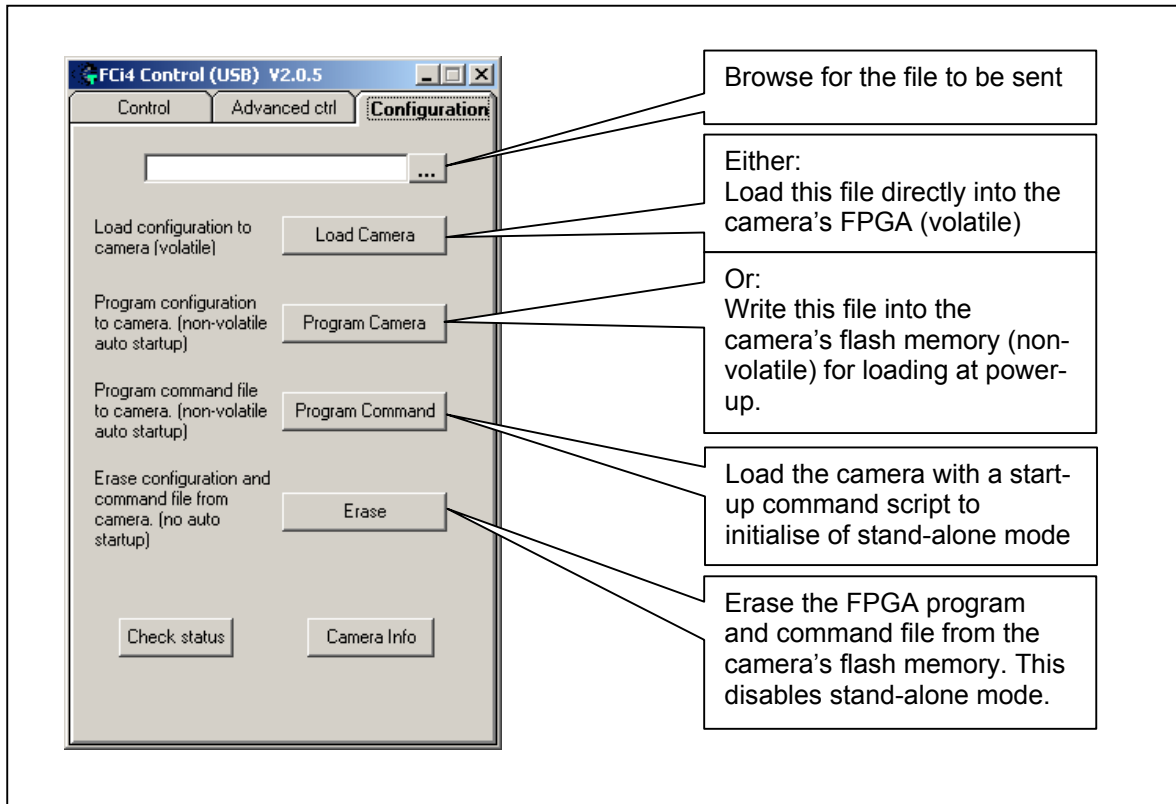 FCi4 Control (USB) V2.0.5
Control
Advanced ctrl
Configuration
...
Load configuration to
camera (volatile)
Load Camera
Program configuration
to camera. (non-volatile
auto startup)
Program Camera
Program command file
to camera. (non-volatile
auto startup)
Program Command
Erase configuration and
command file from
camera. (no auto
startup)
Erase
Check status
Camera Info
Browse for the file to be sent
Either:
Load this file directly into the
camera’s FPGA (volatile)
Or:
Write this file into the
camera’s flash memory (non-
volatile) for loading at power-
up.
Load the camera with a start-
up command script to
initialise of stand-alone mode
Erase the FPGA program
and command file from the
camera’s flash memory. This
disables stand-alone mode.